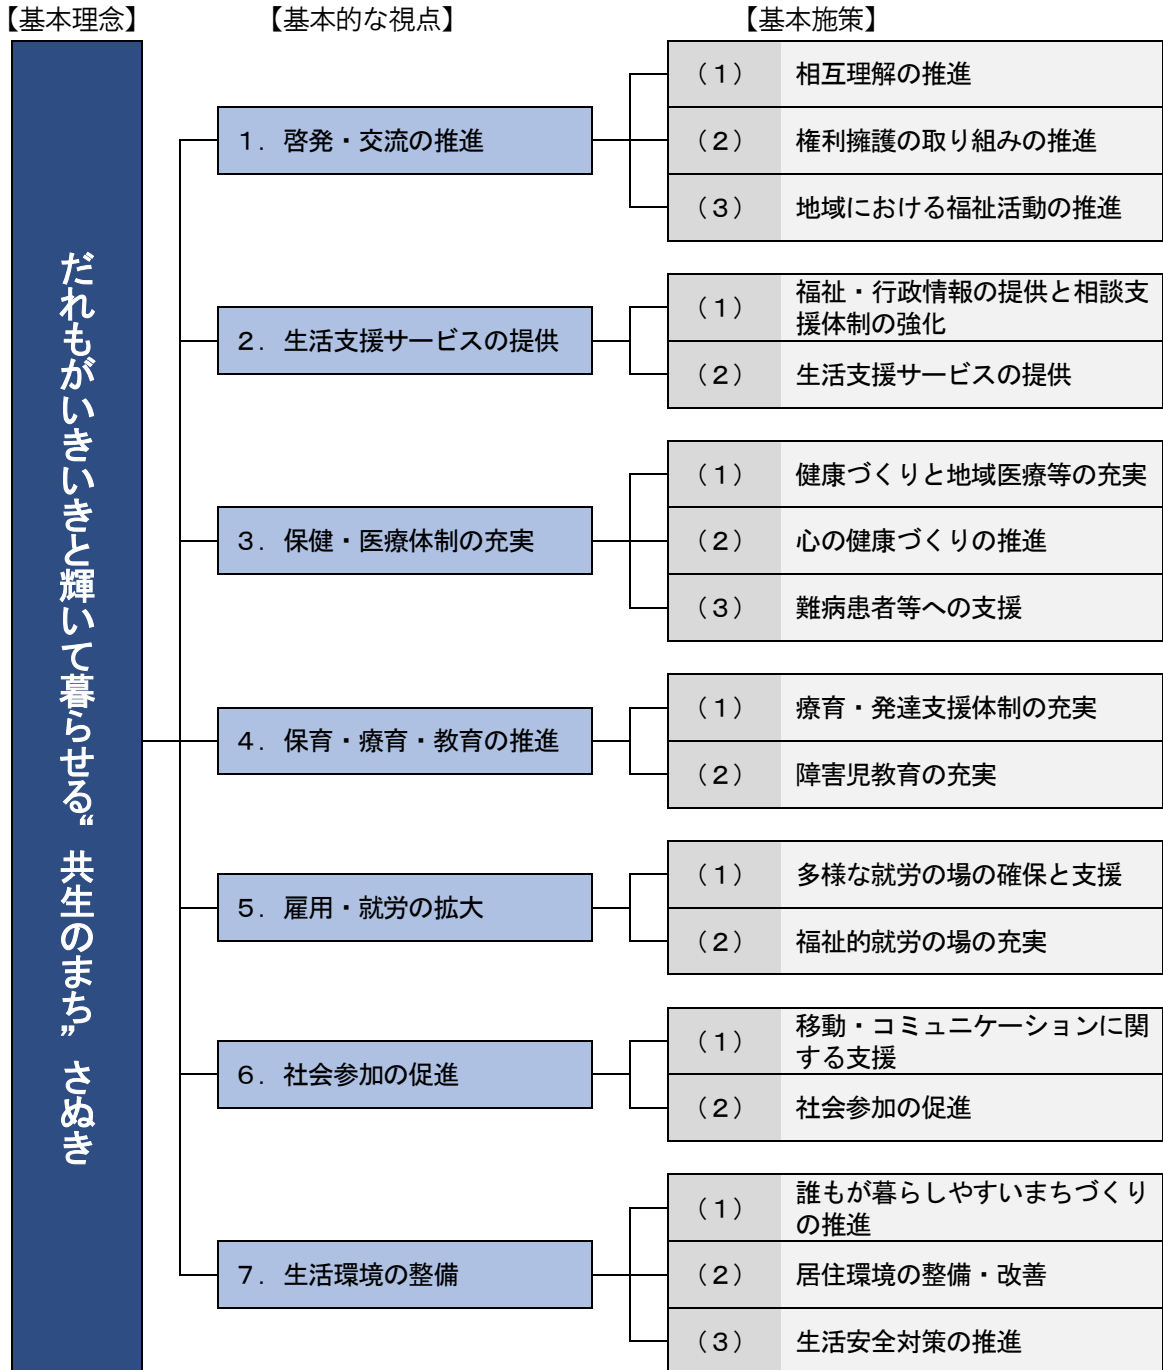 【基本理念】
【基本的な視点】
【基本施策】
だれもがいきいきと輝いて暮らせる“共生のまち”さぬき
１．啓発・交流の推進
（１） 相互理解の推進
（２） 権利擁護の取り組みの推進
（３） 地域における福祉活動の推進
２．生活支援サービスの提供
（１） 福祉・行政情報の提供と相談支
援体制の強化
（２） 生活支援サービスの提供
３．保健・医療体制の充実
（１） 健康づくりと地域医療等の充実
（２） 心の健康づくりの推進
（３） 難病患者等への支援
４．保育・療育・教育の推進
（１） 療育・発達支援体制の充実
（２） 障害児教育の充実
５．雇用・就労の拡大
（１） 多様な就労の場の確保と支援
（２） 福祉的就労の場の充実
６．社会参加の促進
（１） 移動・コミュニケーションに関
する支援
（２） 社会参加の促進
７．生活環境の整備
（１） 誰もが暮らしやすいまちづくり
の推進
（２） 居住環境の整備・改善
（３） 生活安全対策の推進